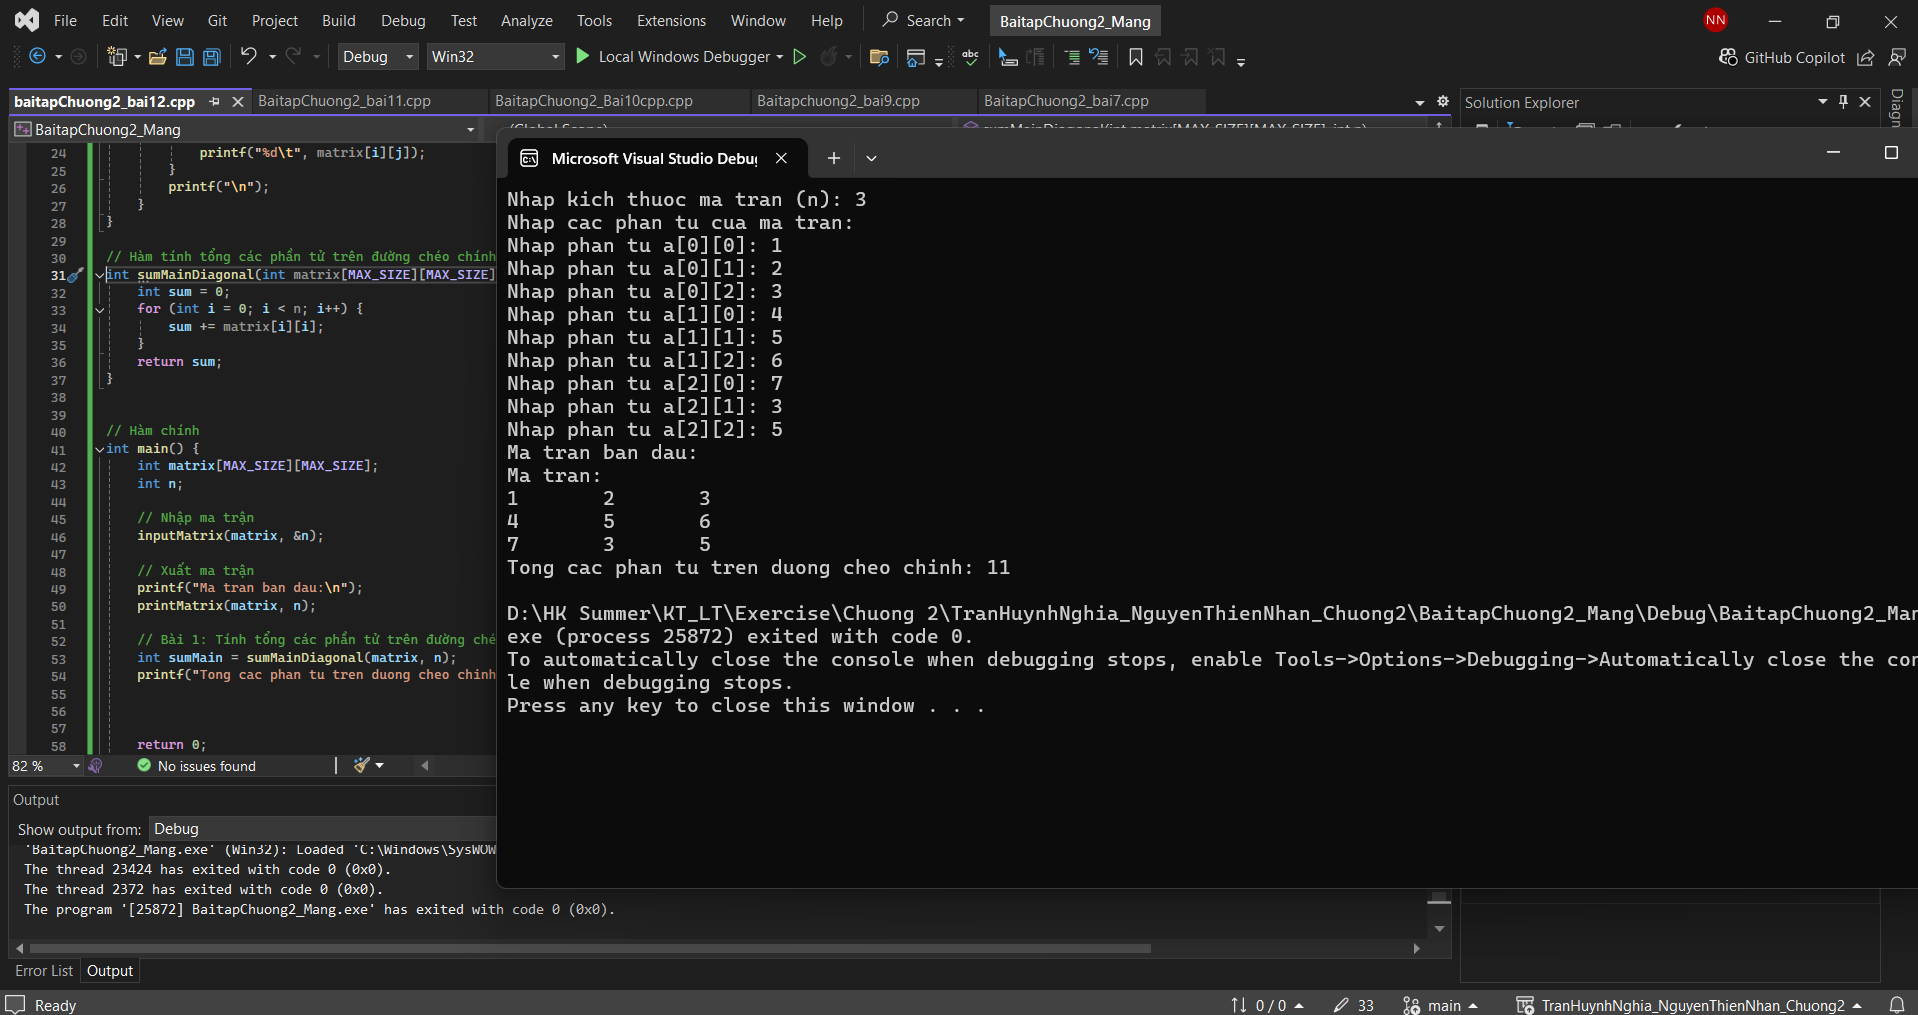 File Edit View Git Project Build Debug Test Analyze Tools Extensions Window Help Search BaitapChuong2_Mang NN
Debug Win32 Local Windows Debugger GitHub Copilot
baitapChuong2_bai12.cpp BaitapChuong2_bai11.cpp BaitapChuong2_Bai10cpp.cpp Baitapchuong2_bai9.cpp BaitapChuong2_bai7.cpp
BaitapChuong2_Mang
24 printf("%d\t", matrix[i][j]);
25 }
26 printf("\n");
27 }
28 }
29
30 // Hàm tính tổng các phần tử trên đường chéo chính
31 int sumMainDiagonal(int matrix[MAX_SIZE][MAX_SIZE]
32 int sum = 0;
33 for (int i = 0; i < n; i++) {
34 sum += matrix[i][i];
35 }
36 return sum;
37 }
38
39
40 // Hàm chính
41 int main() {
42 int matrix[MAX_SIZE][MAX_SIZE];
43 int n;
44
45 // Nhập ma trận
46 inputMatrix(matrix, &n);
47
48 // Xuất ma trận
49 printf("Ma tran ban dau:\n");
50 printMatrix(matrix, n);
51
52 // Bài 1: Tính tổng các phần tử trên đường ché
53 int sumMain = sumMainDiagonal(matrix, n);
54 printf("Tong cac phan tu tren duong cheo chinh
55
56
57
58 return 0;
82 % No issues found
Microsoft Visual Studio Debu
Nhap kich thuoc ma tran (n): 3
Nhap cac phan tu cua ma tran:
Nhap phan tu a[0][0]: 1
Nhap phan tu a[0][1]: 2
Nhap phan tu a[0][2]: 3
Nhap phan tu a[1][0]: 4
Nhap phan tu a[1][1]: 5
Nhap phan tu a[1][2]: 6
Nhap phan tu a[2][0]: 7
Nhap phan tu a[2][1]: 3
Nhap phan tu a[2][2]: 5
Ma tran ban dau:
Ma tran:
1 2 3
4 5 6
7 3 5
Tong cac phan tu tren duong cheo chinh: 11
D:\HK Summer\KT_LT\Exercise\Chuong 2\TranHuynhNghia_NguyenThienNhan_Chuong2\BaitapChuong2_Mang\Debug\BaitapChuong2_Man
exe (process 25872) exited with code 0.
To automatically close the console when debugging stops, enable Tools->Options->Debugging->Automatically close the con
le when debugging stops.
Press any key to close this window . . .
Solution Explorer
Diagn
Output
Show output from: Debug
'BaitapChuong2_Mang.exe' (Win32): Loaded 'C:\Windows\SysWOW
The thread 23424 has exited with code 0 (0x0).
The thread 2372 has exited with code 0 (0x0).
The program '[25872] BaitapChuong2_Mang.exe' has exited with code 0 (0x0).
Error List Output
Ready 0 / 0 33 main TranHuynhNghia_NguyenThienNhan_Chuong2